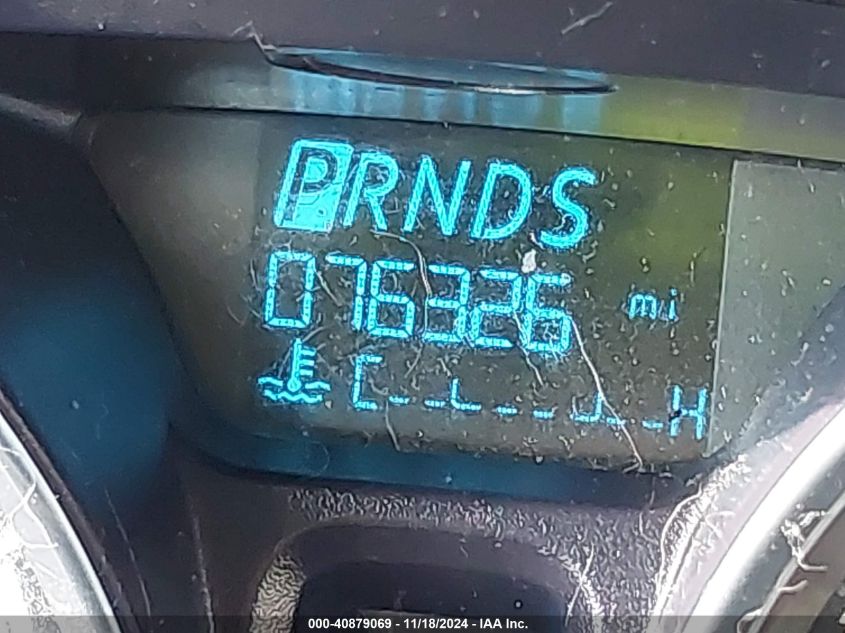 PRNDS
076326 mi
C H
000-40879069 - 11/18/2024 - IAA Inc.